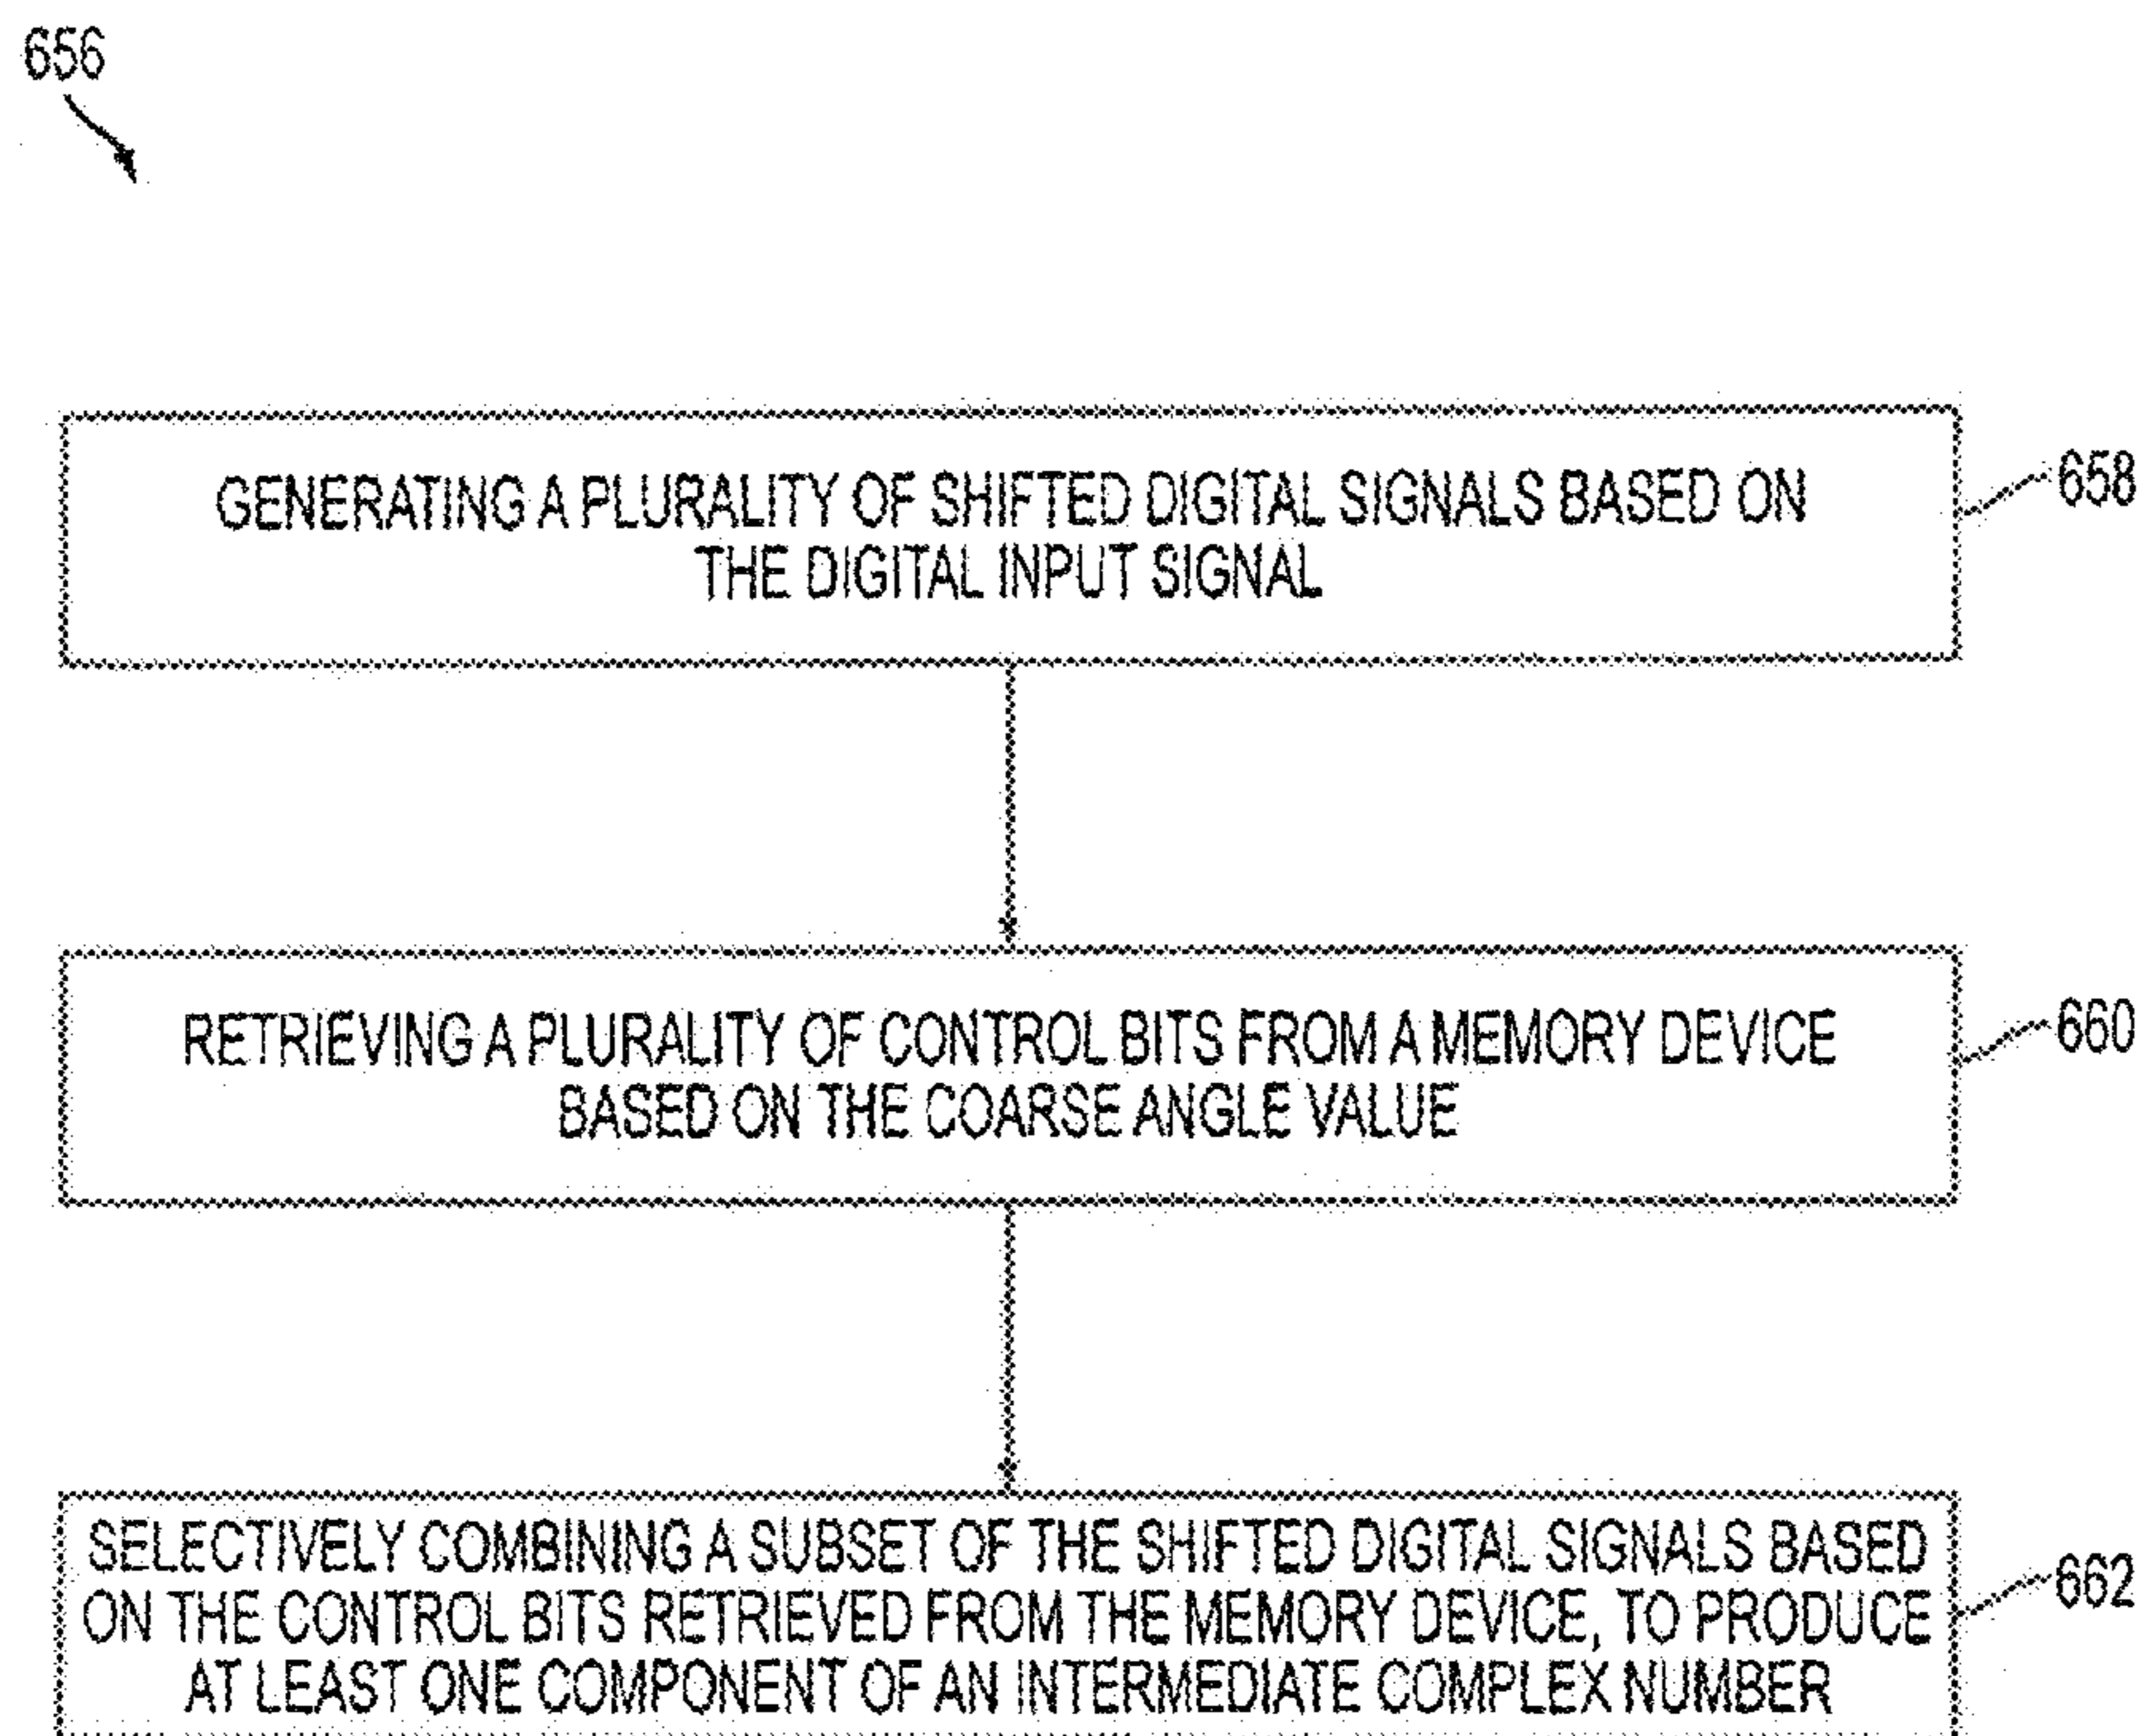 656
GENERATING A PLURALITY OF SHIFTED DIGITAL SIGNALS BASED ON
THE DIGITAL INPUT SIGNAL
658
RETRIEVING A PLURALITY OF CONTROL BITS FROM A MEMORY DEVICE
BASED ON THE COARSE ANGLE VALUE
660
SELECTIVELY COMBINING A SUBSET OF THE SHIFTED DIGITAL SIGNALS BASED
ON THE CONTROL BITS RETRIEVED FROM THE MEMORY DEVICE, TO PRODUCE
AT LEAST ONE COMPONENT OF AN INTERMEDIATE COMPLEX NUMBER
662